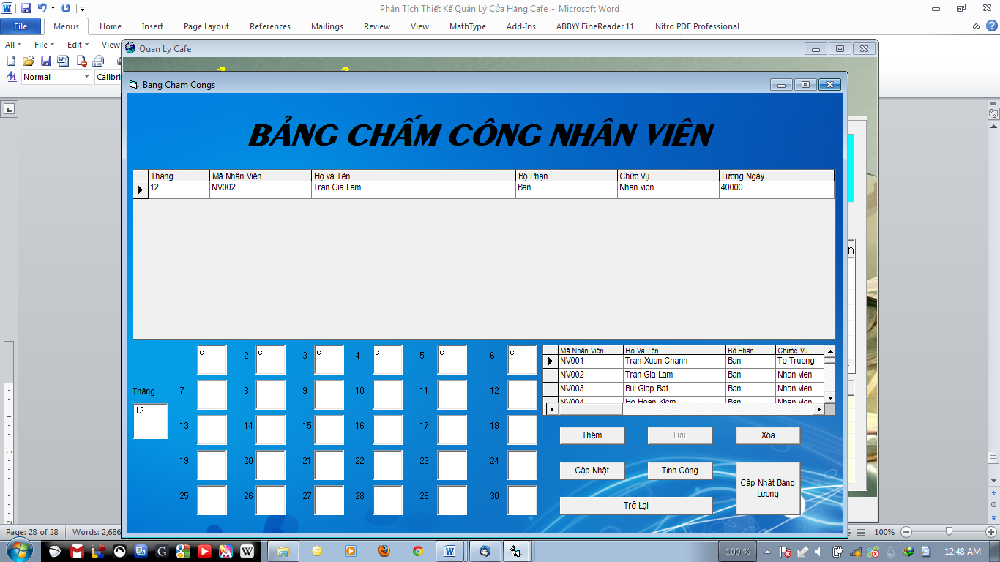 Phân Tích Thiết Kế Quản Lý Cửa Hàng Cafe - Microsoft Word
File Menus Home Insert Page Layout References Mailings Review View MathType Add-Ins ABBYY FineReader 11 Nitro PDF Professional
All File Edit View
Normal Calibri
Quan Ly Cafe
Bang Cham Congs
BẢNG CHẤM CÔNG NHÂN VIÊN
Tháng Mã Nhân Viên Họ và Tên Bộ Phận Chức Vụ Lương Ngày
12 NV002 Tran Gia Lam Ban Nhan vien 40000
1 c 2 c 3 c 4 c 5 c 6 c
7 8 9 10 11 12
Tháng
12
13 14 15 16 17 18
19 20 21 22 23 24
25 26 27 28 29 30
Mã Nhân Viên Họ Và Tên Bô Phân Chước Vu
NV001 Tran Xuan Chanh Ban To Truong
NV002 Tran Gia Lam Ban Nhan vien
NV003 Bui Giap Bat Ban Nhan vien
NV004 Ho Hoan Kiem Ban Nhan vien
Thêm Lưu Xóa
Cập Nhật Tính Công Cập Nhật Bảng Lương
Trở Lại
Page: 28 of 28 Words: 2,686
100%
100 %
12:48 AM